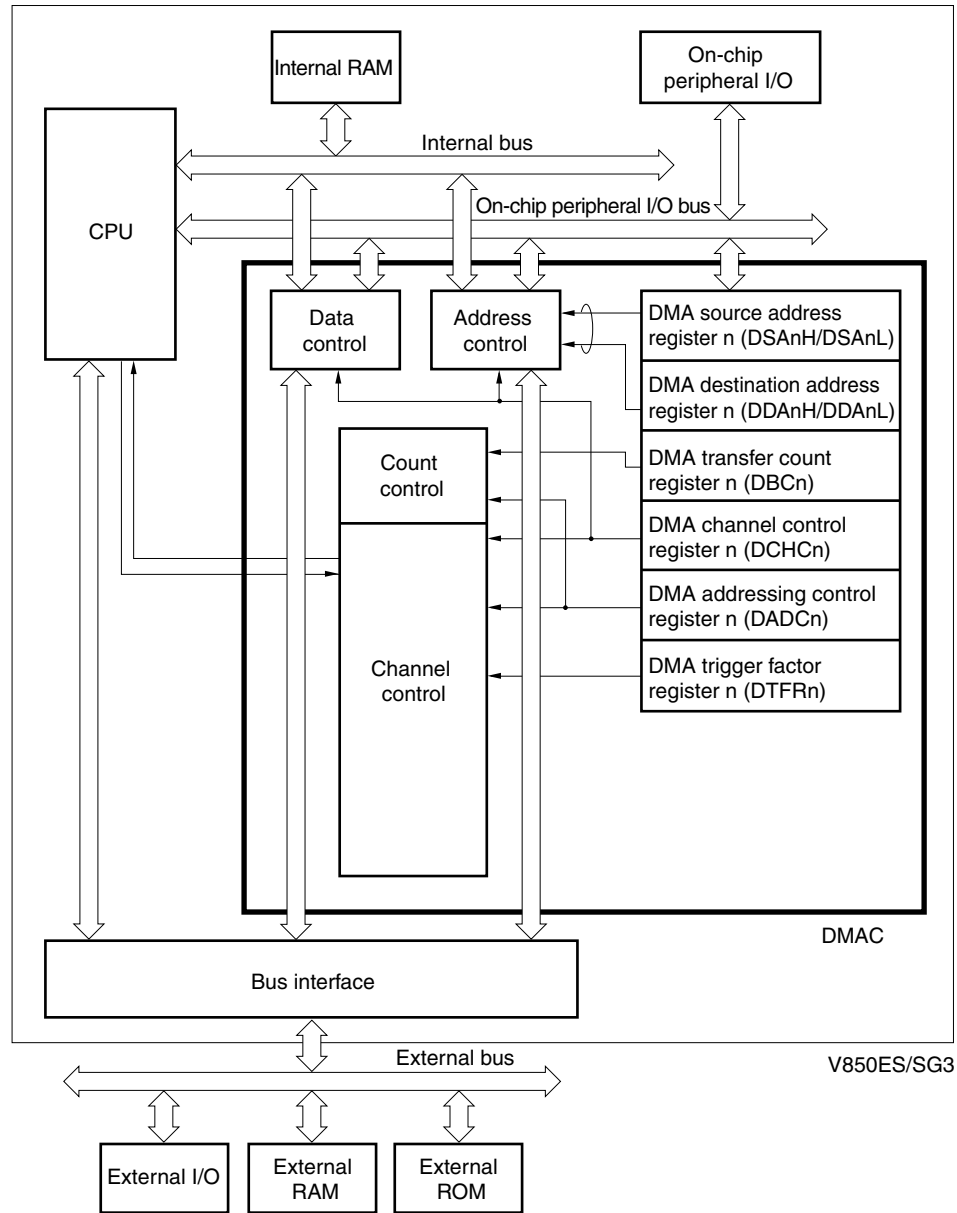 Internal RAM
On-chip
peripheral I/O
Internal bus
On-chip peripheral I/O bus
CPU
Data
control
Address
control
DMA source address
register n (DSAnH/DSAnL)
DMA destination address
register n (DDAnH/DDAnL)
Count
control
DMA transfer count
register n (DBCn)
DMA channel control
register n (DCHCn)
DMA addressing control
register n (DADCn)
Channel
control
DMA trigger factor
register n (DTFRn)
DMAC
Bus interface
External bus
V850ES/SG3
External I/O
External
RAM
External
ROM